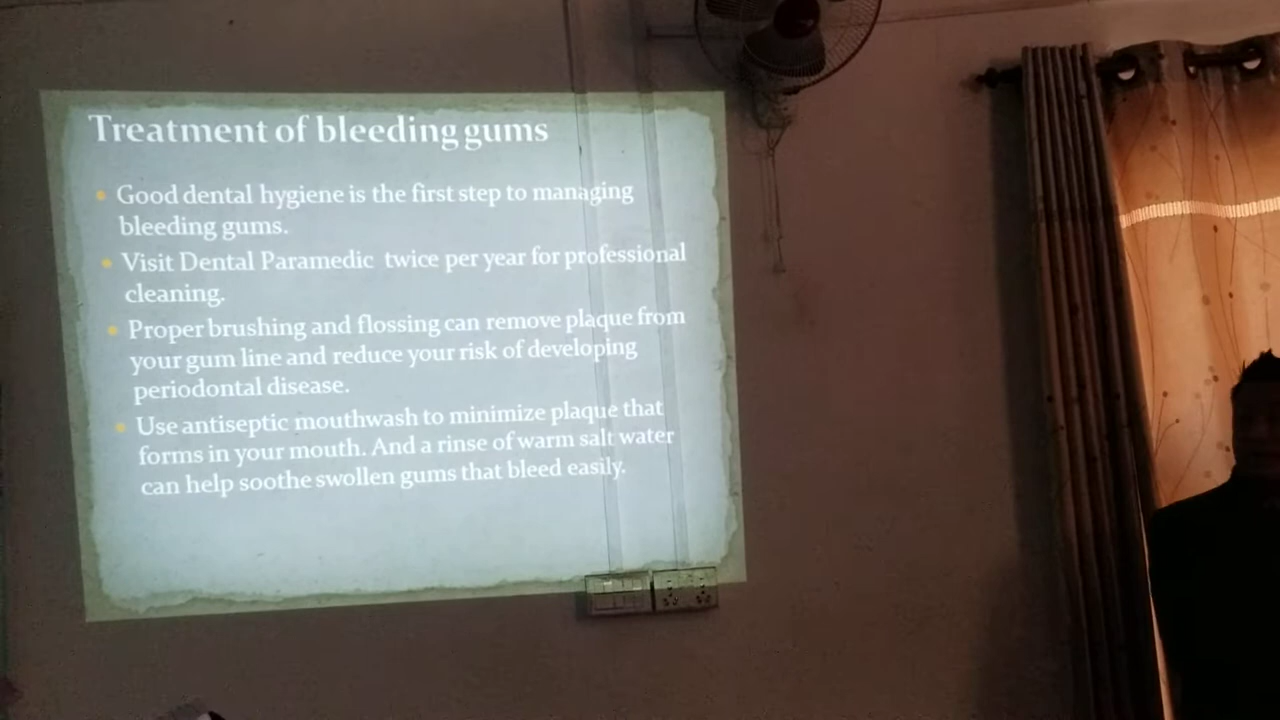 Treatment of bleeding gums
• Good dental hygiene is the first step to managing
bleeding gums.
• Visit Dental Paramedic twice per year for professional
cleaning.
• Proper brushing and flossing can remove plaque from
your gum line and reduce your risk of developing
periodontal disease.
• Use antiseptic mouthwash to minimize plaque that
forms in your mouth. And a rinse of warm salt water
can help soothe swollen gums that bleed easily.